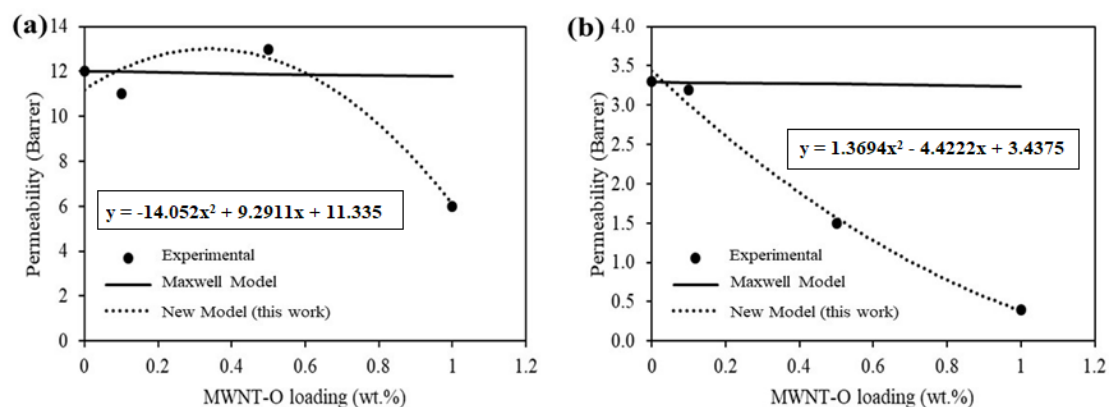 (a)
Permeability (Barrer)
14
12
10
8
6
4
2
0
y = -14.052x² + 9.2911x + 11.335
Experimental
Maxwell Model
New Model (this work)
0 0.2 0.4 0.6 0.8 1 1.2
MWNT-O loading (wt.%)
(b)
Permeability (Barrer)
4.0
3.5
3.0
2.5
2.0
1.5
1.0
0.5
0.0
y = 1.3694x² - 4.4222x + 3.4375
Experimental
Maxwell Model
New Model (this work)
0 0.2 0.4 0.6 0.8 1 1.2
MWNT-O loading (wt.%)